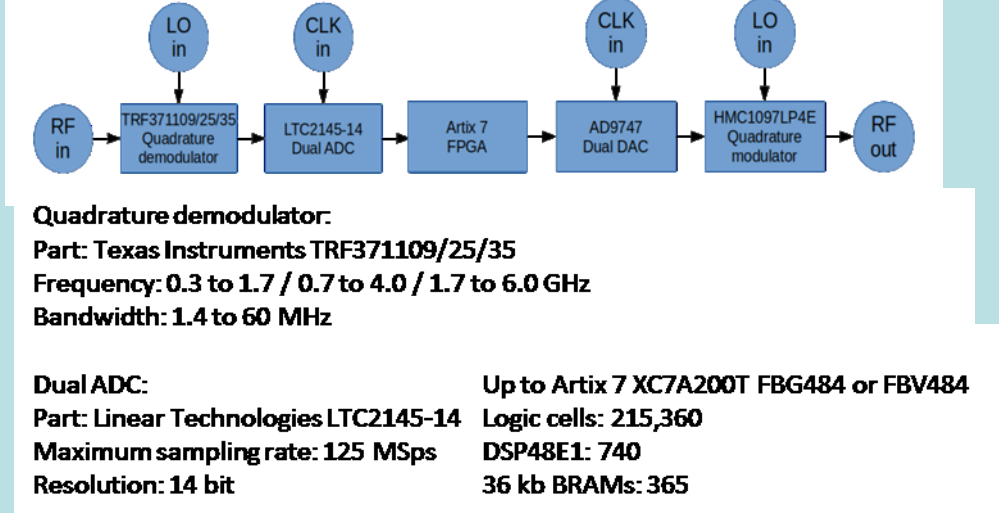 LO
in
CLK
in
CLK
in
LO
in
RF
in
TRF371109/25/35
Quadrature
demodulator
LTC2145-14
Dual ADC
Artix 7
FPGA
AD9747
Dual DAC
HMC1097LP4E
Quadrature
modulator
RF
out
Quadrature demodulator:
Part: Texas Instruments TRF371109/25/35
Frequency: 0.3 to 1.7 / 0.7 to 4.0 / 1.7 to 6.0 GHz
Bandwidth: 1.4 to 60 MHz
Dual ADC:
Part: Linear Technologies LTC2145-14
Maximum sampling rate: 125 MSps
Resolution: 14 bit
Up to Artix 7 XC7A200T FBG484 or FBV484
Logic cells: 215,360
DSP48E1: 740
36 kb BRAMs: 365